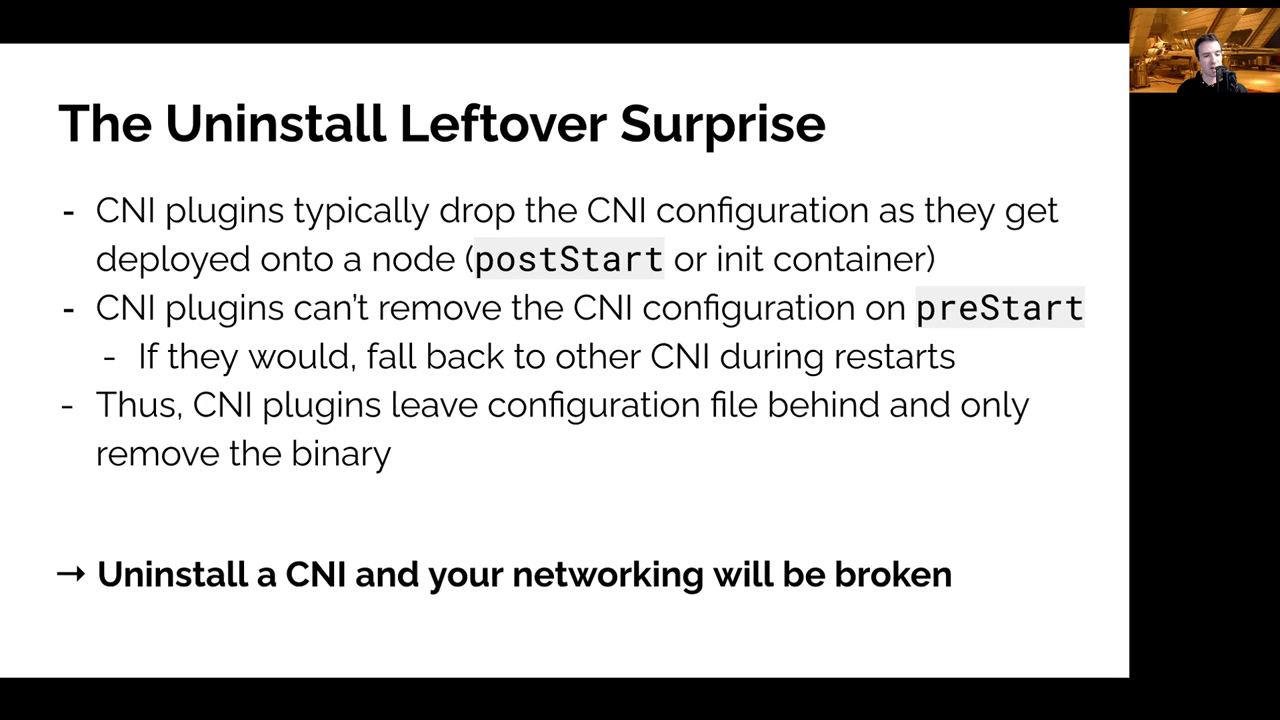 The Uninstall Leftover Surprise
- CNI plugins typically drop the CNI configuration as they get
deployed onto a node (postStart or init container)
- CNI plugins can't remove the CNI configuration on preStart
- If they would, fall back to other CNI during restarts
- Thus, CNI plugins leave configuration file behind and only
remove the binary
→ Uninstall a CNI and your networking will be broken